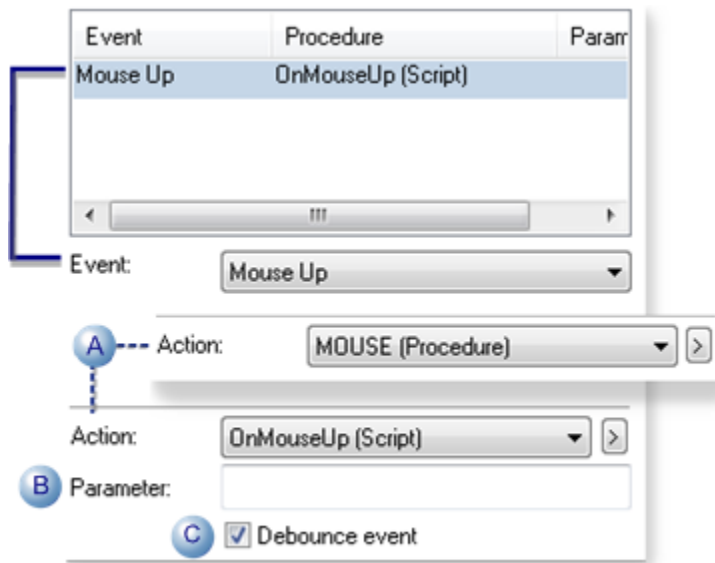 Event Procedure Param
Mouse Up OnMouseUp (Script)
Event: Mouse Up
A Action: MOUSE (Procedure) >
Action: OnMouseUp (Script) >
B Parameter:
C Debounce event